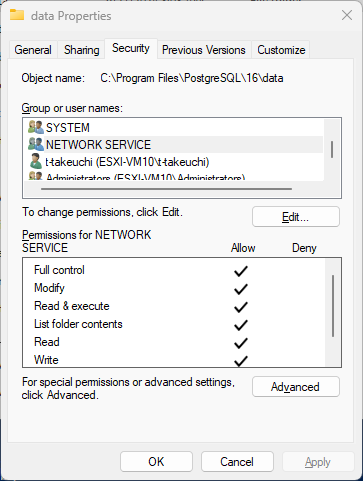 data Properties
General Sharing Security Previous Versions Customize
Object name: C:\Program Files\PostgreSQL\16\data
Group or user names:
SYSTEM
NETWORK SERVICE
t-takeuchi (ESXI-VM10\t-takeuchi)
Administrators (ESXI-VM10\Administrators)
To change permissions, click Edit.
Edit...
Permissions for NETWORK
SERVICE Allow Deny
Full control
Modify
Read & execute
List folder contents
Read
Write
For special permissions or advanced settings,
click Advanced.
Advanced
OK Cancel Apply